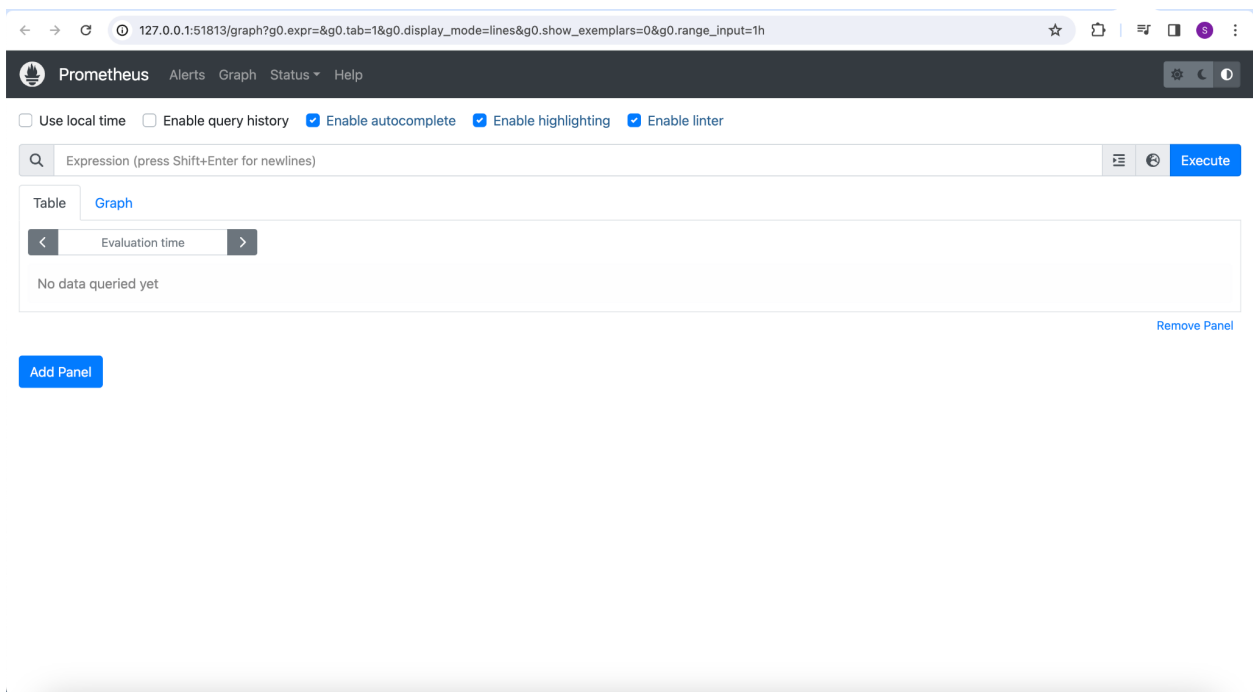 127.0.0.1:51813/graph?g0.expr=&g0.tab=1&g0.display_mode=lines&g0.show_exemplars=0&g0.range_input=1h
S
Prometheus Alerts Graph Status Help
Use local time Enable query history Enable autocomplete Enable highlighting Enable linter
Expression (press Shift+Enter for newlines) Execute
Table Graph
Evaluation time
No data queried yet
Remove Panel
Add Panel